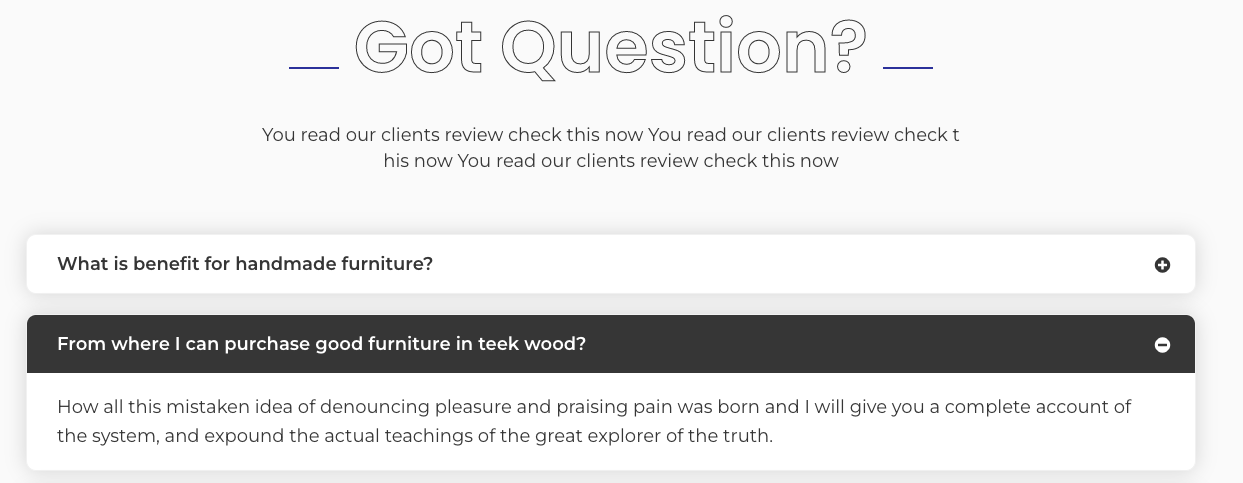 Got Question?
You read our clients review check this now You read our clients review check t
his now You read our clients review check this now
What is benefit for handmade furniture?
From where I can purchase good furniture in teek wood?
How all this mistaken idea of denouncing pleasure and praising pain was born and I will give you a complete account of
the system, and expound the actual teachings of the great explorer of the truth.